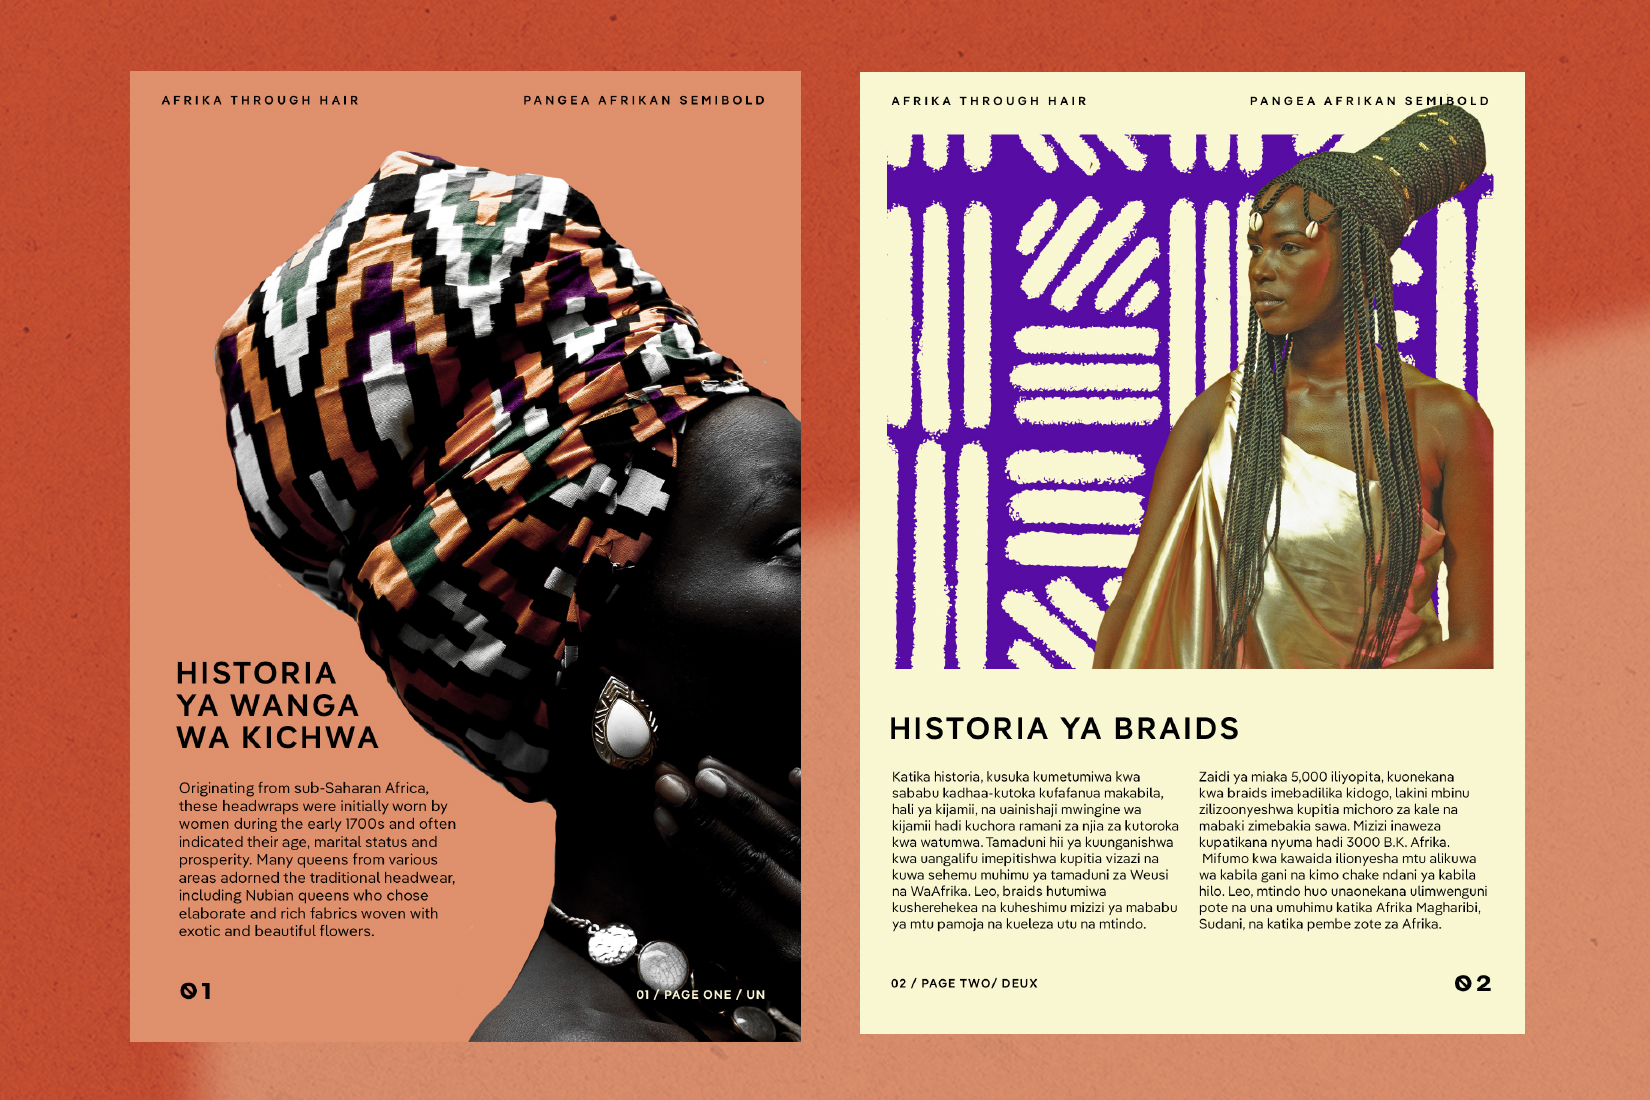 AFRIKA THROUGH HAIR
PANGEA AFRIKAN SEMIBOLD
HISTORIA
YA WANGA
WA KICHWA
Originating from sub-Saharan Africa,
these headwraps were initially worn by
women during the early 1700s and often
indicated their age, marital status and
prosperity. Many queens from various
areas adorned the traditional headwear,
including Nubian queens who chose
elaborate and rich fabrics woven with
exotic and beautiful flowers.
01
01 / PAGE ONE / UN
AFRIKA THROUGH HAIR
PANGEA AFRIKAN SEMIBOLD
HISTORIA YA BRAIDS
Katika historia, kusuka kumetumiwa kwa
sababu kadhaa-kutoka kufafanua makabila,
hali ya kijamii, na uainishaji mwingine wa
kijamii hadi kuchora ramani za njia za kutoroka
kwa watumwa. Tamaduni hii ya kuunganishwa
kwa uangalifu imepitishwa kupitia vizazi na
kuwa sehemu muhimu ya tamaduni za Weusi
na WaAfrika. Leo, braids hutumiwa
kusherehekea na kuheshimu mizizi ya mababu
ya mtu pamoja na kueleza utu na mtindo.
Zaidi ya miaka 5,000 iliyopita, kuonekana
kwa braids imebadilika kidogo, lakini mbinu
zilizoonyeshwa kupitia michoro za kale na
mabaki zimebakia sawa. Mizizi inaweza
kupatikana nyuma hadi 3000 B.K. Afrika.
Mifumo kwa kawaida ilionyesha mtu alikuwa
wa kabila gani na kimo chake ndani ya kabila
hilo. Leo, mtindo huo unaonekana ulimwenguni
pote na una umuhimu katika Afrika Magharibi,
Sudani, na katika pembe zote za Afrika.
02 / PAGE TWO/ DEUX
02